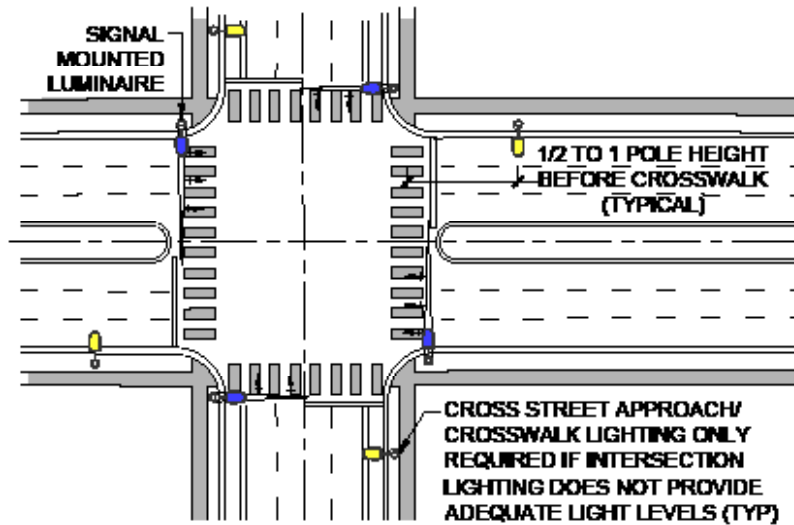 SIGNAL
MOUNTED
LUMINAIRE
1/2 TO 1 POLE HEIGHT
BEFORE CROSSWALK
(TYPICAL)
CROSS STREET APPROACH/
CROSSWALK LIGHTING ONLY
REQUIRED IF INTERSECTION
LIGHTING DOES NOT PROVIDE
ADEQUATE LIGHT LEVELS (TYP)